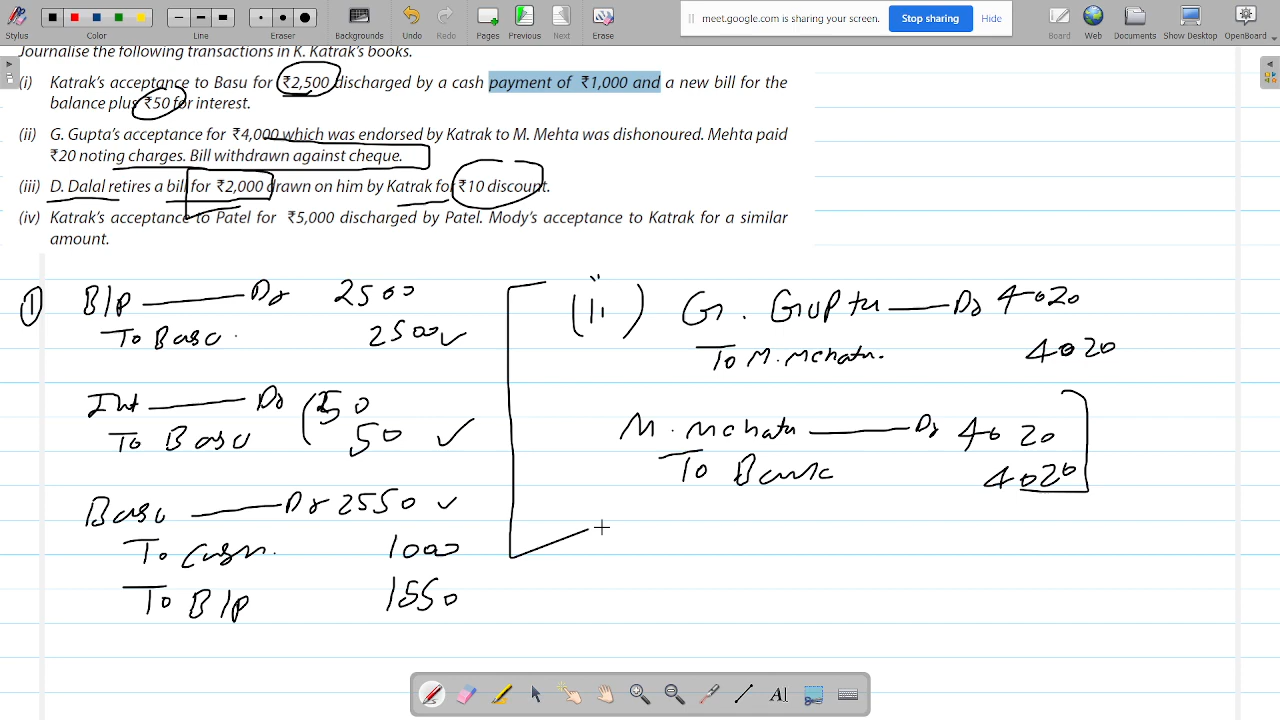 Stylus
Color
Line
Eraser
Backgrounds
Undo
Redo
Pages
Previous
Next
Erase
meet.google.com is sharing your screen.
Stop sharing
Hide
Board
Web
Documents
Show Desktop
OpenBoard
Journalise the following transactions in K. Katrak's books.
(i) Katrak's acceptance to Basu for ₹2,500 discharged by a cash payment of ₹1,000 and a new bill for the
balance plus ₹50 for interest.
(ii) G. Gupta's acceptance for ₹4,000 which was endorsed by Katrak to M. Mehta was dishonoured. Mehta paid
₹20 noting charges. Bill withdrawn against cheque.
(iii) D. Dalal retires a bill for ₹2,000 drawn on him by Katrak for ₹10 discount.
(iv) Katrak's acceptance to Patel for ₹5,000 discharged by Patel. Mody's acceptance to Katrak for a similar
amount.
① B/P — Dr 2500
To Basu. 2500 ✓
Int — Dr 50
To Basu 50 ✓
Basu — Dr 2550 ✓
To Cash. 1000
To B/P 1550
(ii) G. Gupta — Dr 4020
To M. Mehta. 4020
M. Mehta — Dr 4020
To Bank 4020